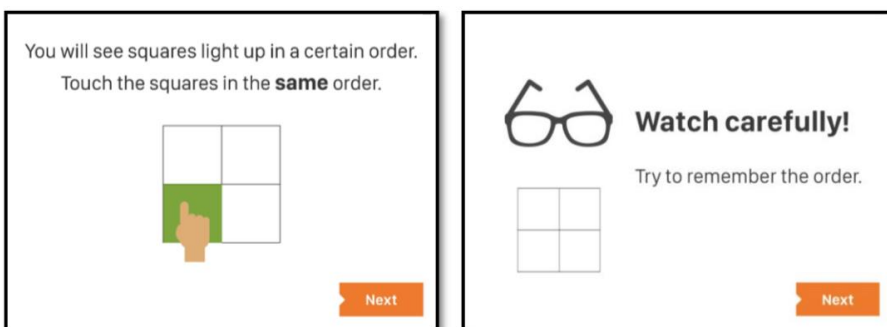 You will see squares light up in a certain order.
Touch the squares in the same order.
Next
Watch carefully!
Try to remember the order.
Next